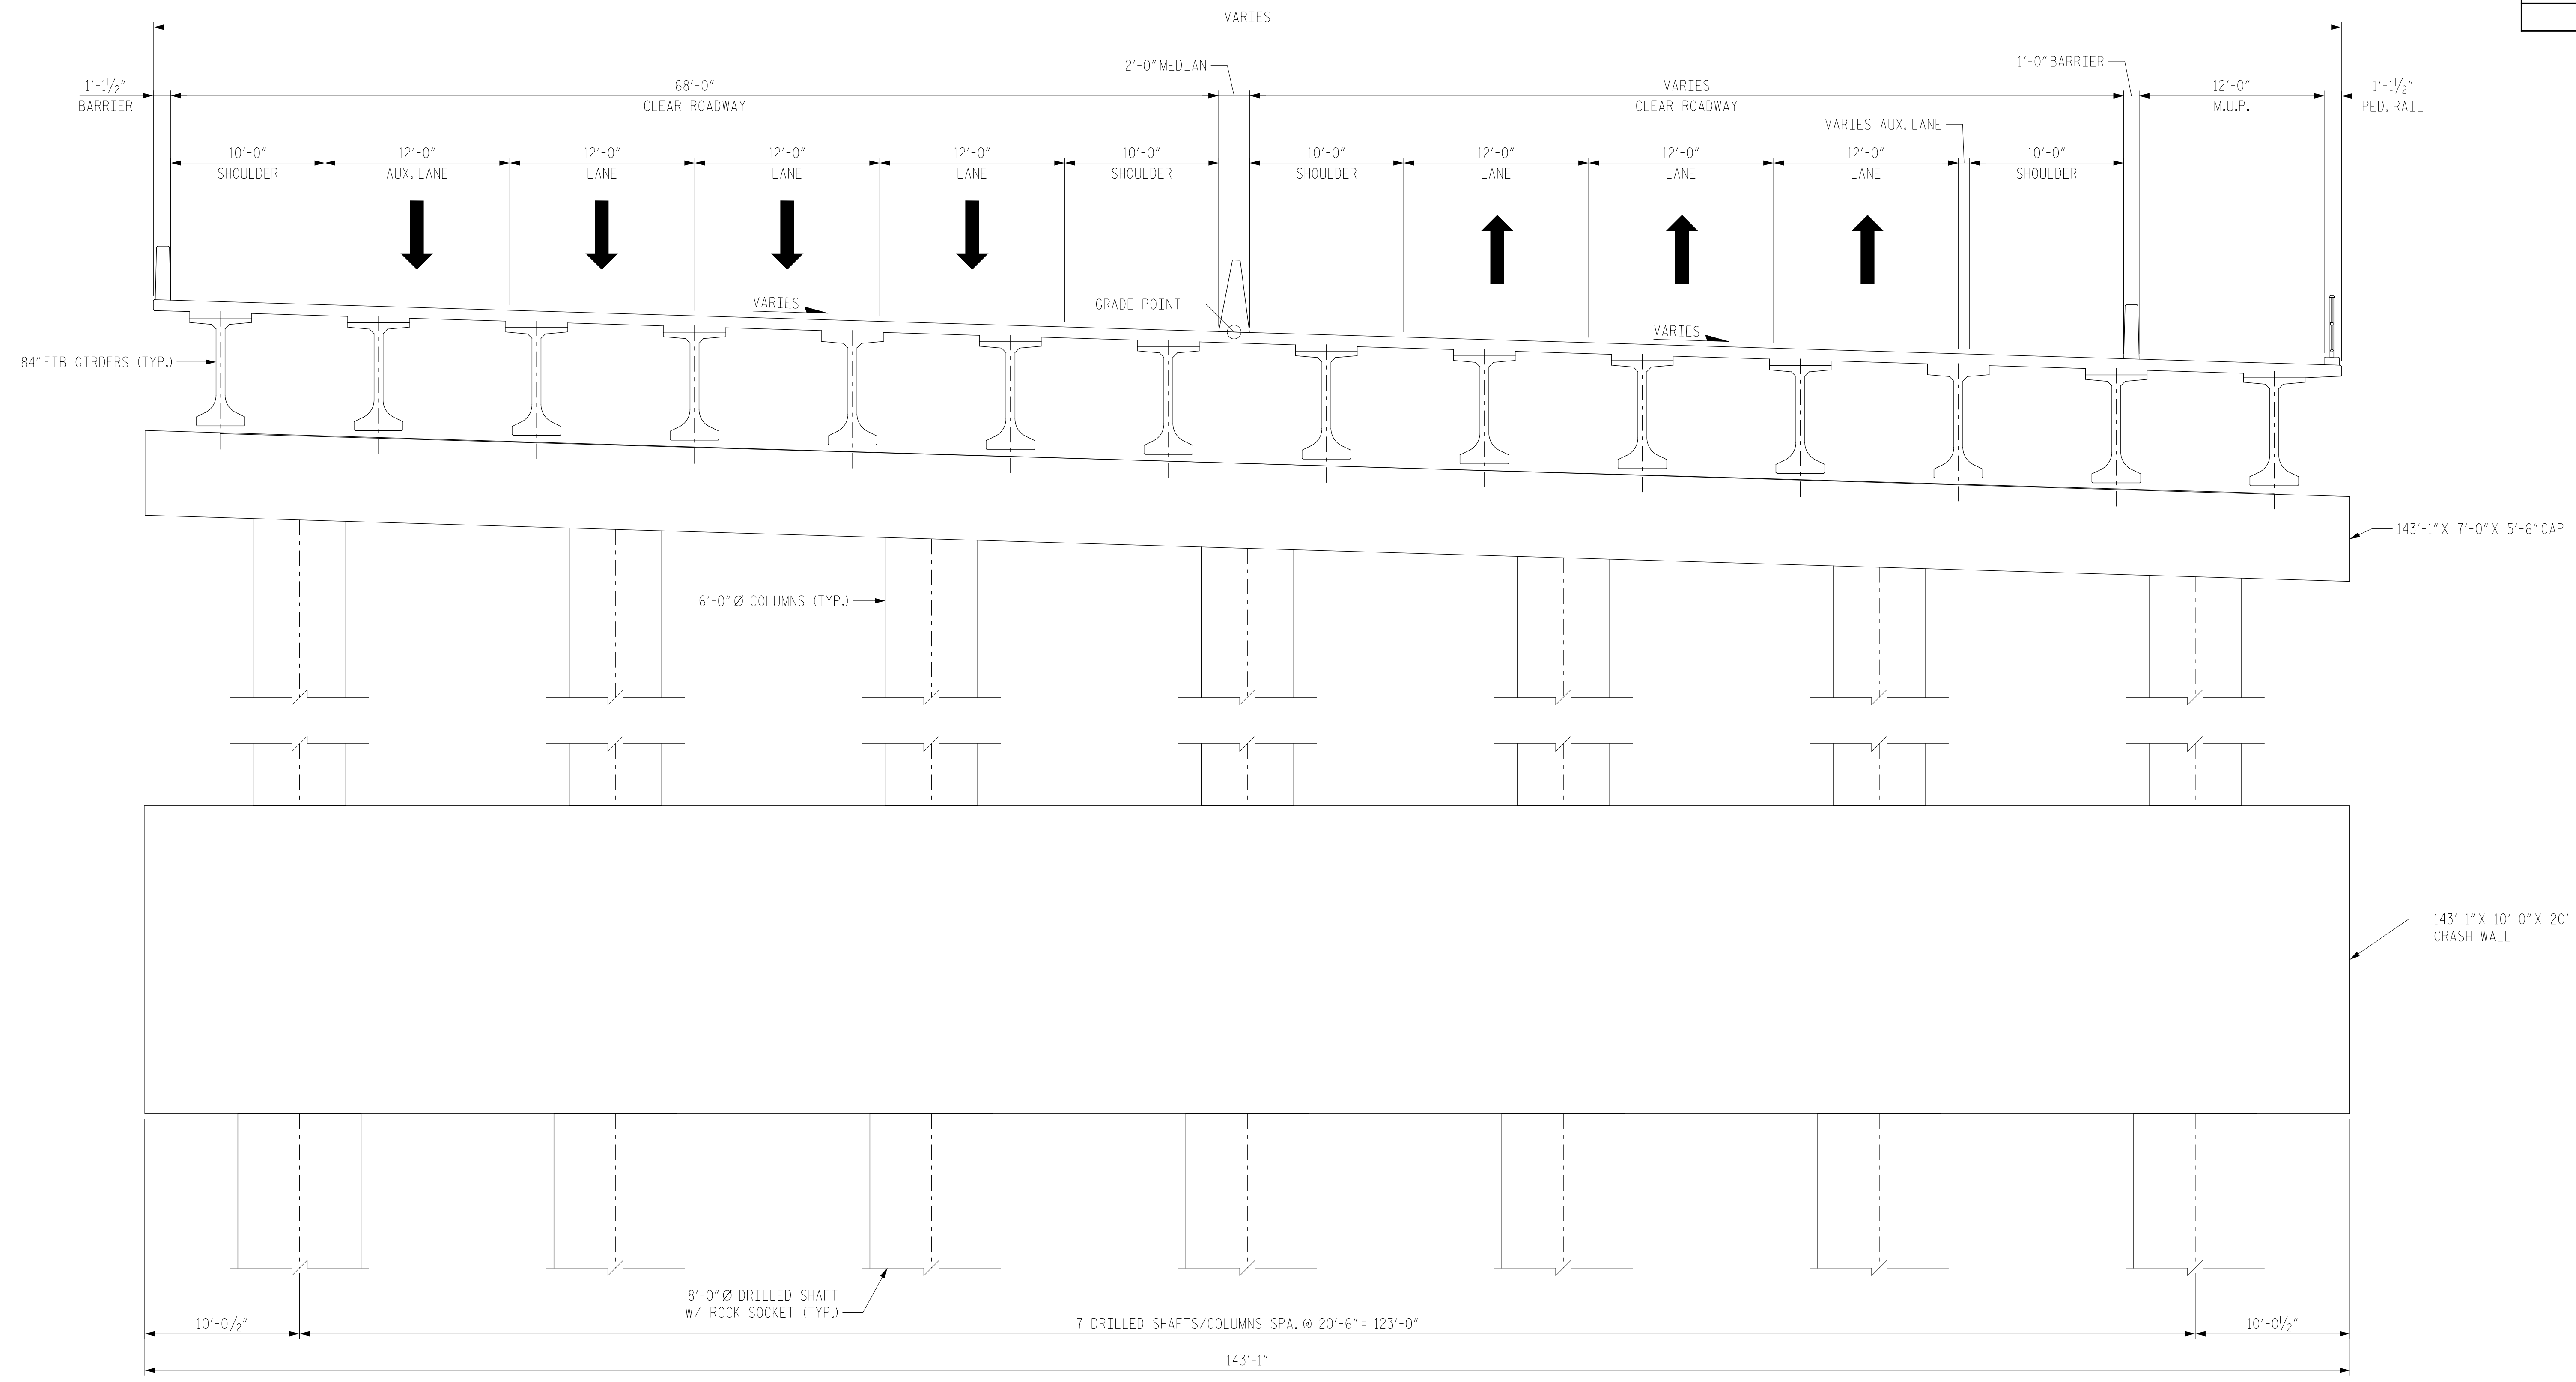 VARIES
2'-0" MEDIAN
1'-0" BARRIER
1'-1½"
BARRIER
68'-0"
CLEAR ROADWAY
VARIES
CLEAR ROADWAY
12'-0"
M.U.P.
1'-1½"
PED. RAIL
VARIES AUX. LANE
10'-0"
SHOULDER
12'-0"
AUX. LANE
12'-0"
LANE
12'-0"
LANE
12'-0"
LANE
10'-0"
SHOULDER
10'-0"
SHOULDER
12'-0"
LANE
12'-0"
LANE
12'-0"
LANE
10'-0"
SHOULDER
VARIES
GRADE POINT
VARIES
84" FIB GIRDERS (TYP.)
143'-1" X 7'-0" X 5'-6" CAP
6'-0" Ø COLUMNS (TYP.)
143'-1" X 10'-0" X 20'-
CRASH WALL
8'-0" Ø DRILLED SHAFT
W/ ROCK SOCKET (TYP.)
10'-0½"
7 DRILLED SHAFTS/COLUMNS SPA. @ 20'-6" = 123'-0"
10'-0½"
143'-1"